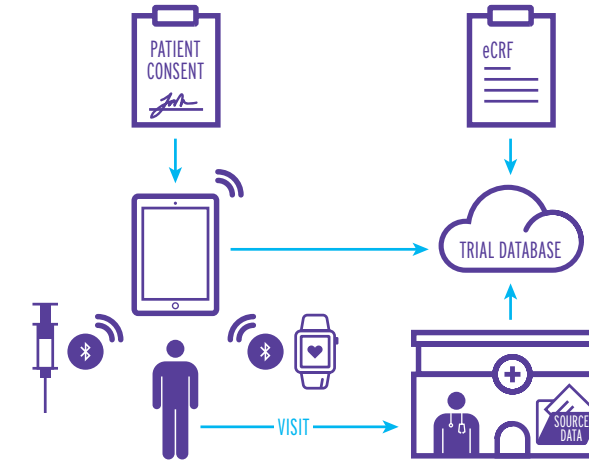 PATIENT
CONSENT
eCRF
TRIAL DATABASE
VISIT
SOURCE
DATA